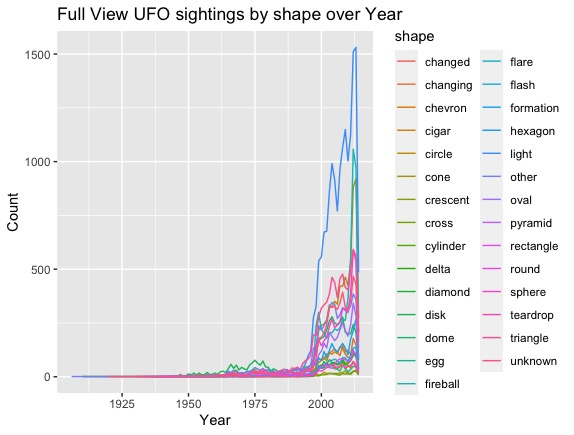 Full View UFO sightings by shape over Year
1500
1000
500
0
Count
1925
1950
1975
2000
Year
shape
changed
changing
chevron
cigar
circle
cone
crescent
cross
cylinder
delta
diamond
disk
dome
egg
fireball
flare
flash
formation
hexagon
light
other
oval
pyramid
rectangle
round
sphere
teardrop
triangle
unknown